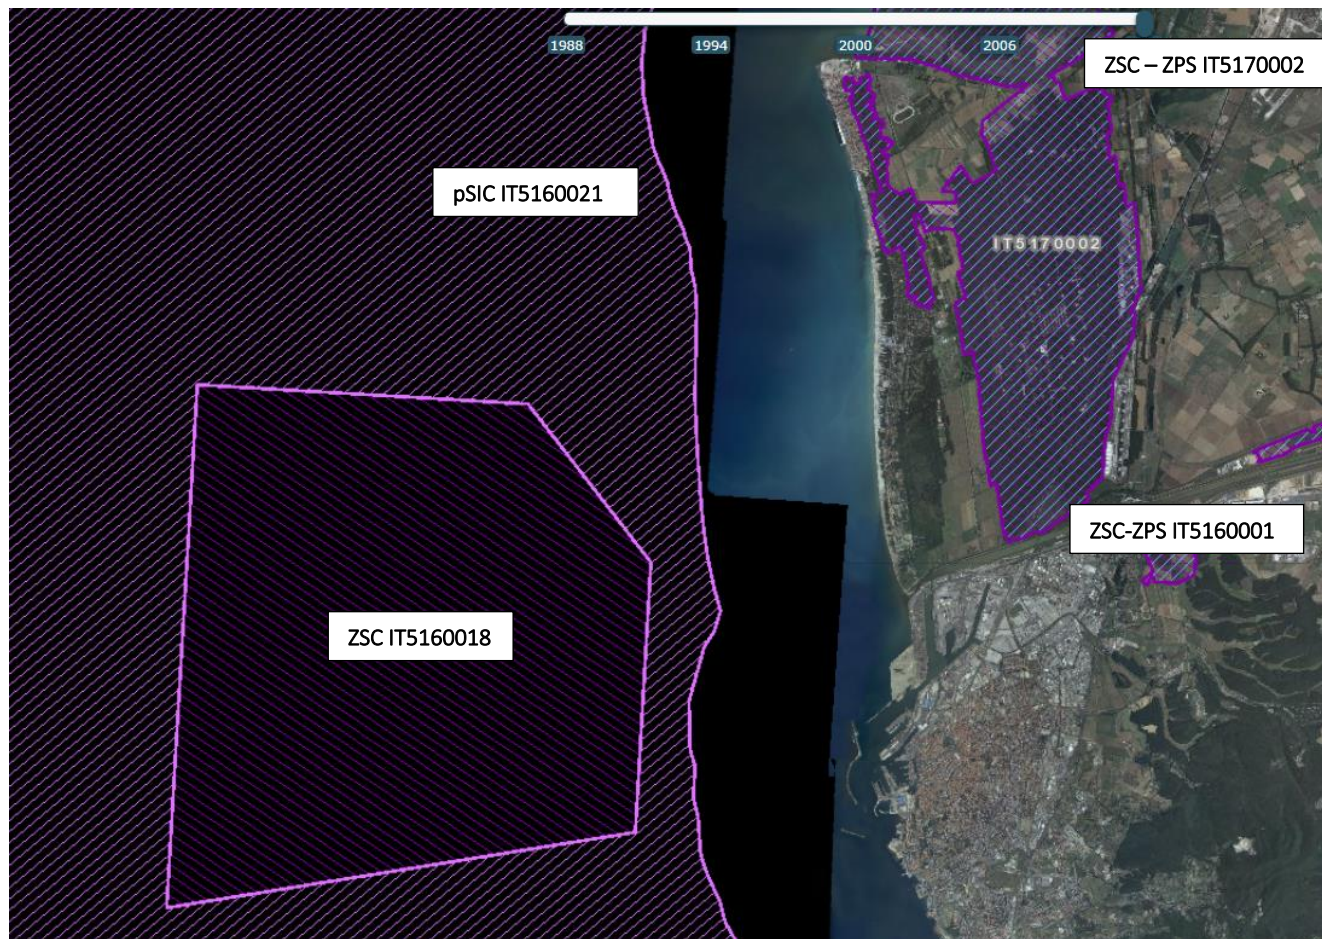 1988
1994
2000
2006
ZSC – ZPS IT5170002
pSIC IT5160021
IT5170002
ZSC-ZPS IT5160001
ZSC IT5160018